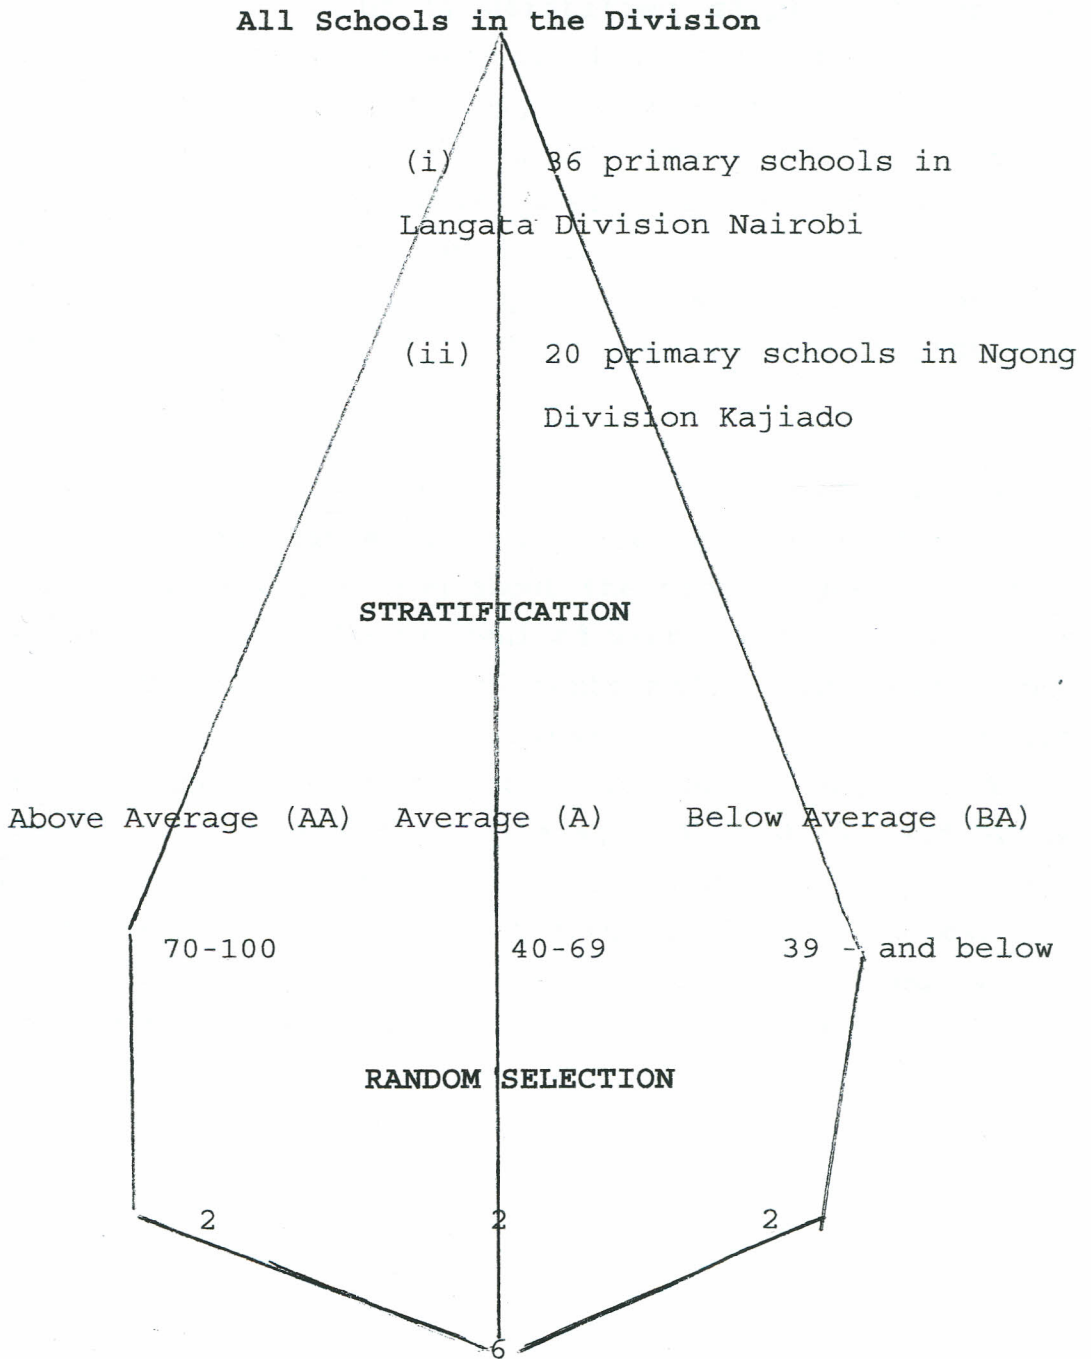 All Schools in the Division
(i) 36 primary schools in
Langata Division Nairobi
(ii) 20 primary schools in Ngong
Division Kajiado
STRATIFICATION
Above Average (AA) Average (A) Below Average (BA)
70-100 40-69 39 - and below
RANDOM SELECTION
2 2 2
6